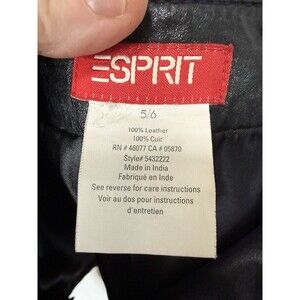 ESPRIT
5/6
100% Leather
100% Cuir
RN # 46077 CA # 05870
Style# 5432222
Made in India
Fabriqué en Inde
See reverse for care instructions
Voir au dos pour instructions
d'entretien